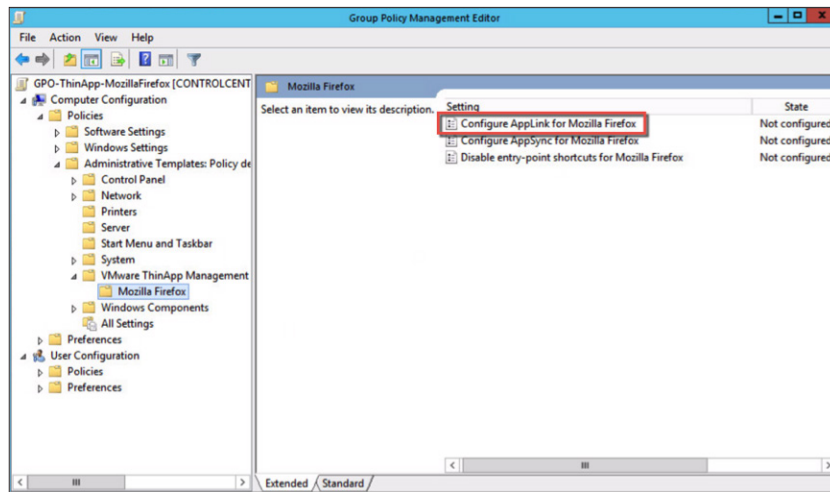 Group Policy Management Editor
File Action View Help
GPO-ThinApp-MozillaFirefox [CONTROLCENT
Computer Configuration
Policies
Software Settings
Windows Settings
Administrative Templates: Policy de
Control Panel
Network
Printers
Server
Start Menu and Taskbar
System
VMware ThinApp Management
Mozilla Firefox
Windows Components
All Settings
Preferences
User Configuration
Policies
Preferences
Mozilla Firefox
Select an item to view its description.
Setting State
Configure AppLink for Mozilla Firefox Not configured
Configure AppSync for Mozilla Firefox Not configured
Disable entry-point shortcuts for Mozilla Firefox Not configured
Extended Standard